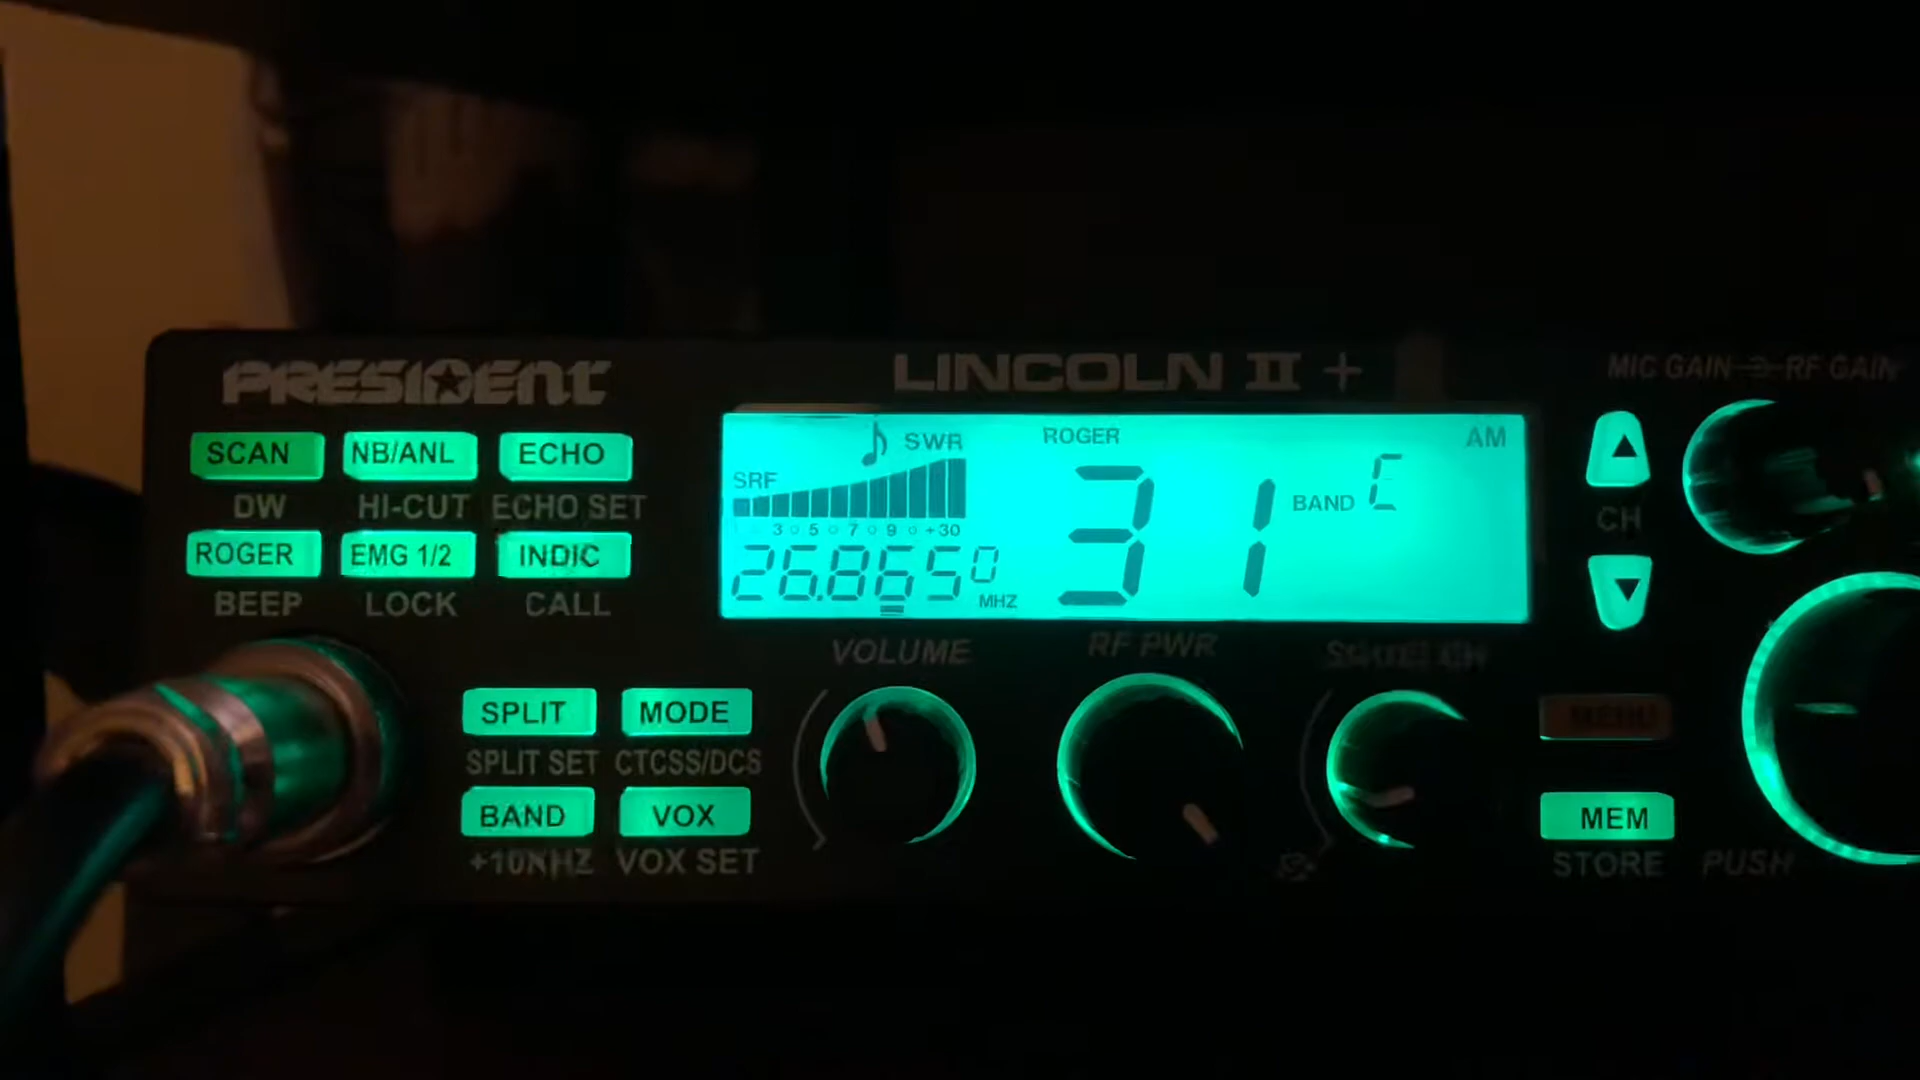 PRESIDENT
LINCOLN II +
MIC GAIN RF GAIN
SCAN NB/ANL ECHO
DW HI-CUT ECHO SET
ROGER EMG 1/2 INDIC
BEEP LOCK CALL
SWR ROGER AM
SRF
31 BAND C
3 5 7 9 +30
26.8650 MHZ
CH
VOLUME RF PWR SQUELCH
SPLIT MODE
SPLIT SET CTCSS/DCS
MENU
BAND VOX
MEM
+10KHZ VOX SET
STORE PUSH